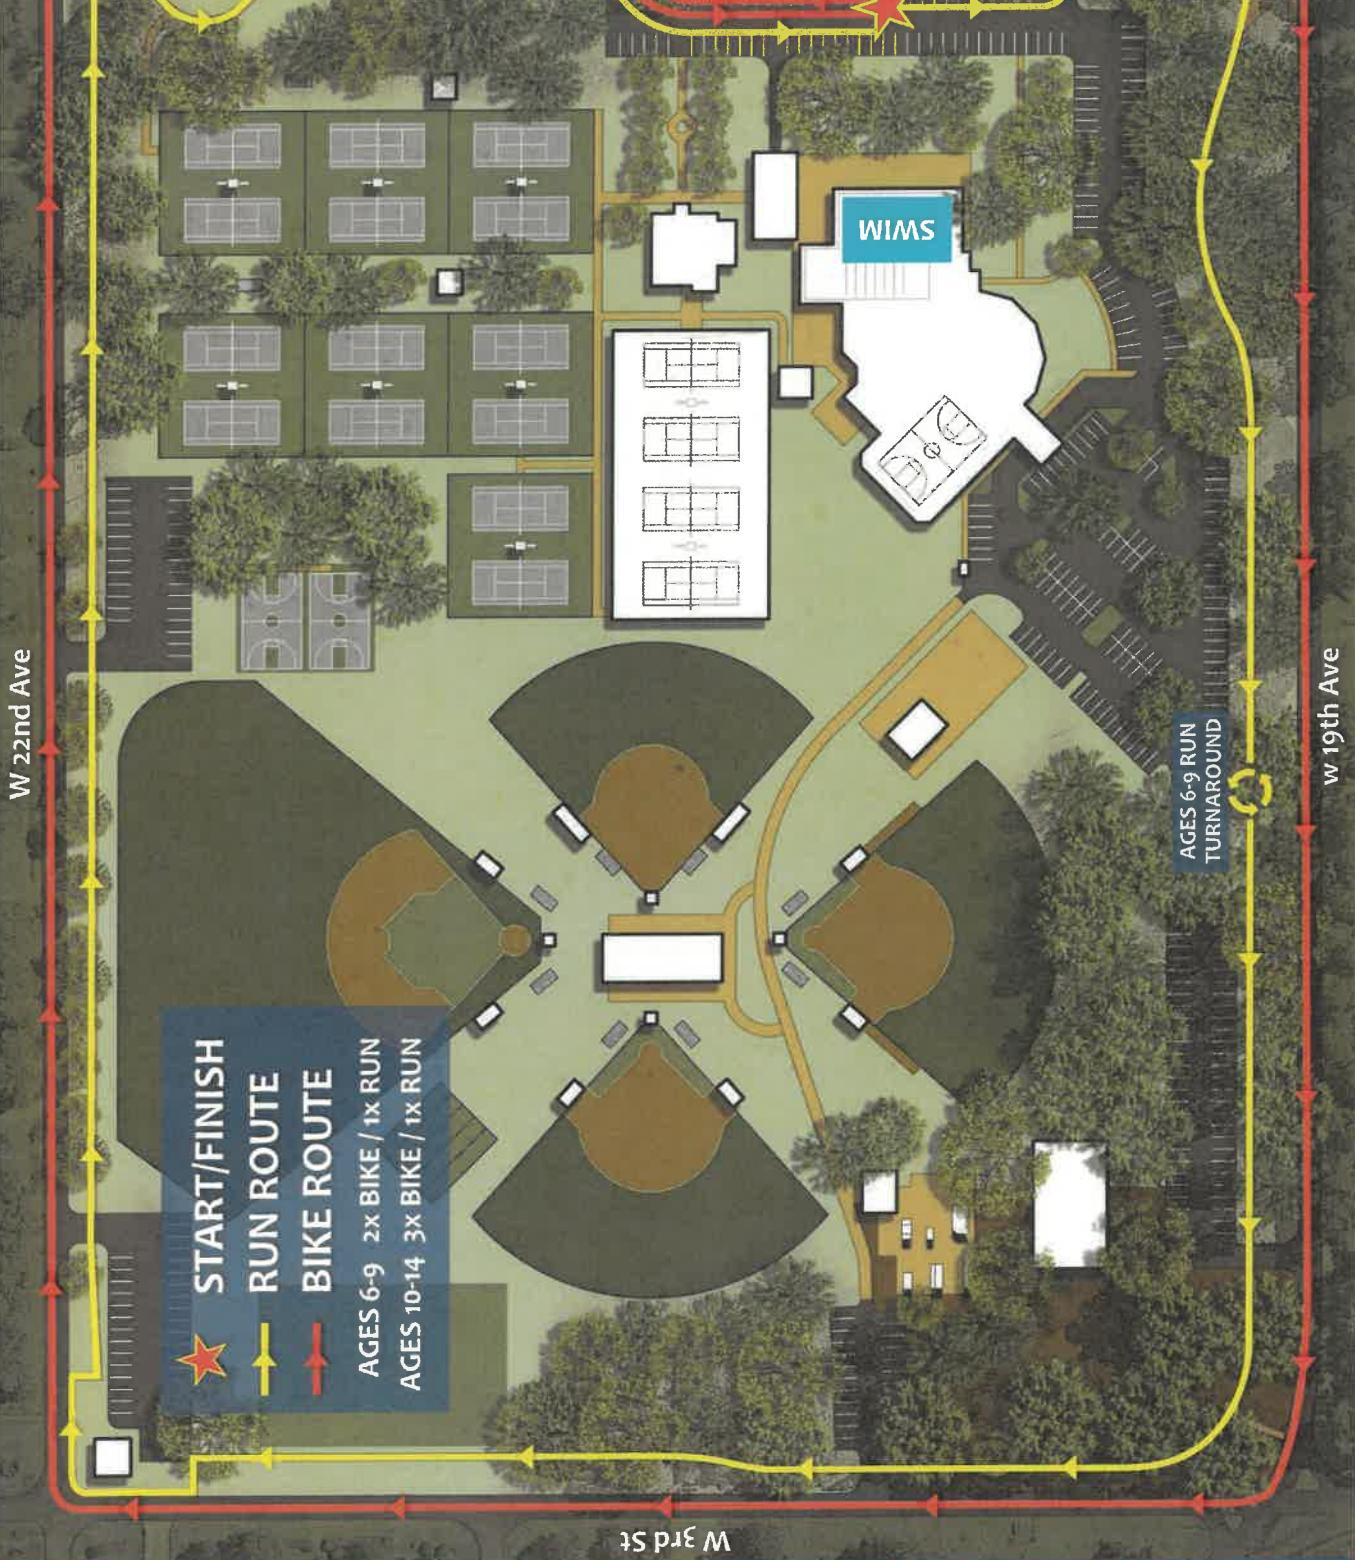 SWIM
W 22nd Ave
W 19th Ave
AGES 6-9 RUN
TURNAROUND
START/FINISH
RUN ROUTE
BIKE ROUTE
AGES 6-9 2X BIKE / 1X RUN
AGES 10-14 3X BIKE / 1X RUN
W 3rd St